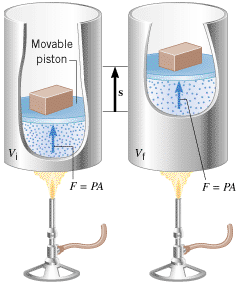 Movable
piston
s
Vi
Vf
F = PA
F = PA